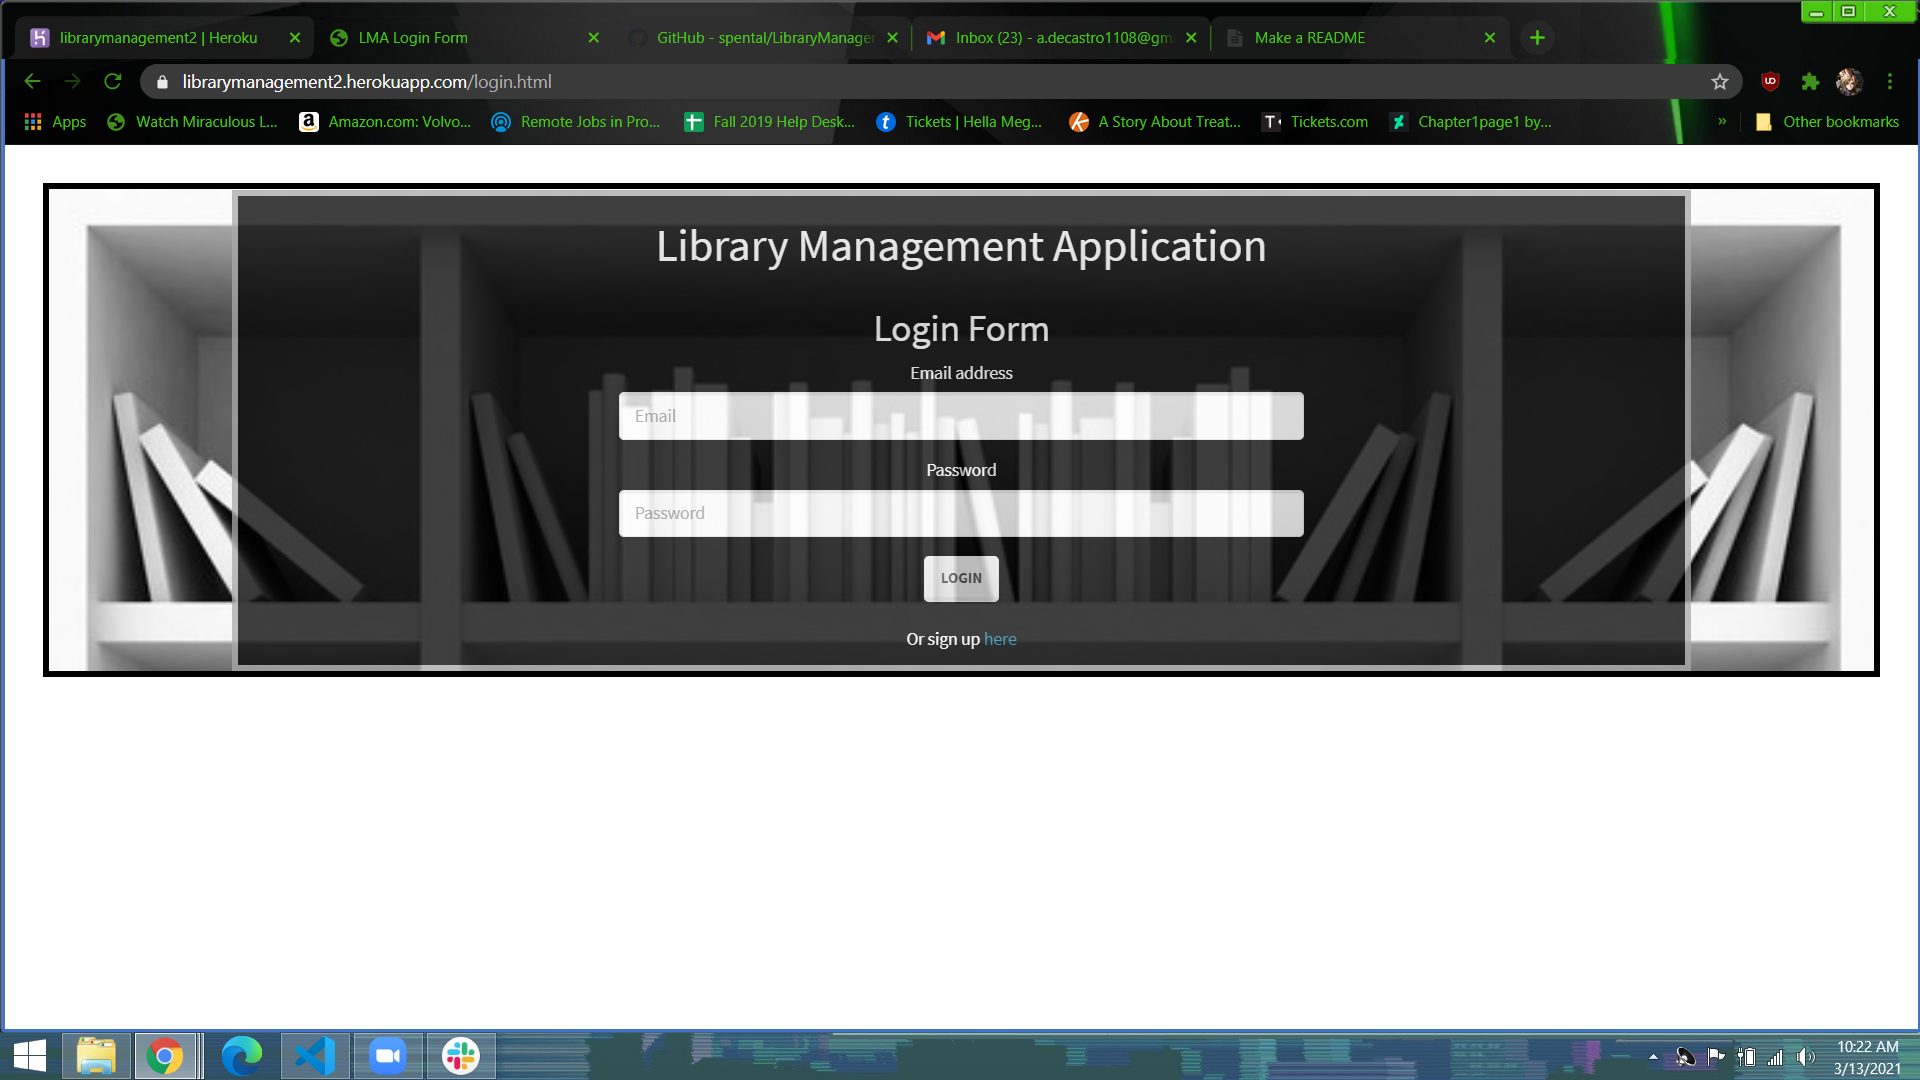 librarymanagement2 | Heroku
LMA Login Form
GitHub - spental/LibraryManage
Inbox (23) - a.decastro1108@gm
Make a README
librarymanagement2.herokuapp.com/login.html
Apps
Watch Miraculous L...
Amazon.com: Volvo...
Remote Jobs in Pro...
Fall 2019 Help Desk...
Tickets | Hella Meg...
A Story About Treat...
Tickets.com
Chapter1page1 by...
»
Other bookmarks
Library Management Application
Login Form
Email address
Email
Password
Password
LOGIN
Or sign up here
10:22 AM
3/13/2021